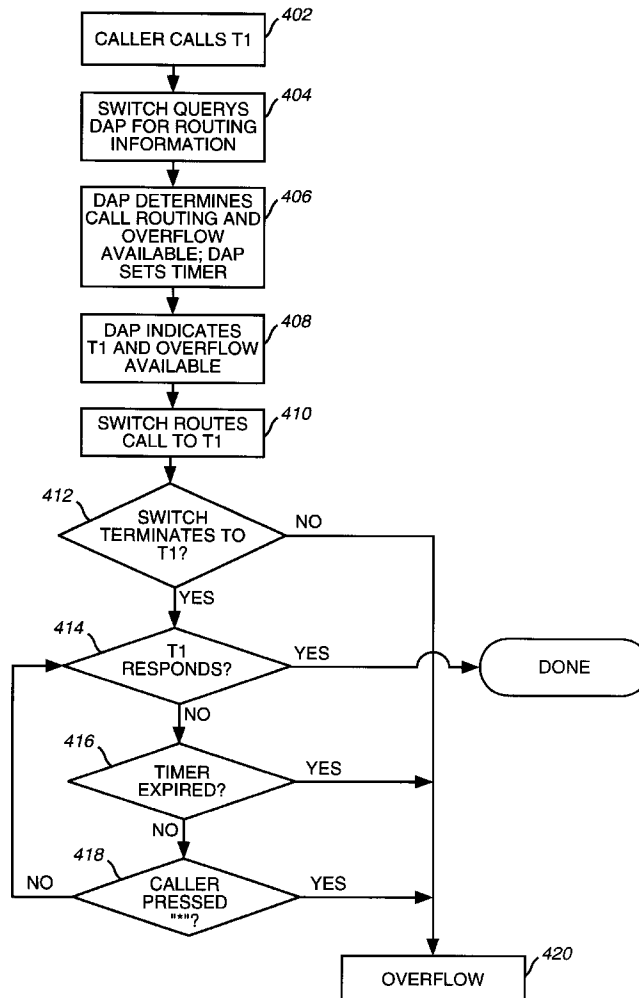 402
CALLER CALLS T1
404
SWITCH QUERYS
DAP FOR ROUTING
INFORMATION
406
DAP DETERMINES
CALL ROUTING AND
OVERFLOW
AVAILABLE; DAP
SETS TIMER
408
DAP INDICATES
T1 AND OVERFLOW
AVAILABLE
410
SWITCH ROUTES
CALL TO T1
412
SWITCH
TERMINATES TO
T1?
NO
YES
414
T1
RESPONDS?
YES
DONE
NO
416
TIMER
EXPIRED?
YES
NO
418
CALLER
PRESSED
"*"?
NO
YES
420
OVERFLOW